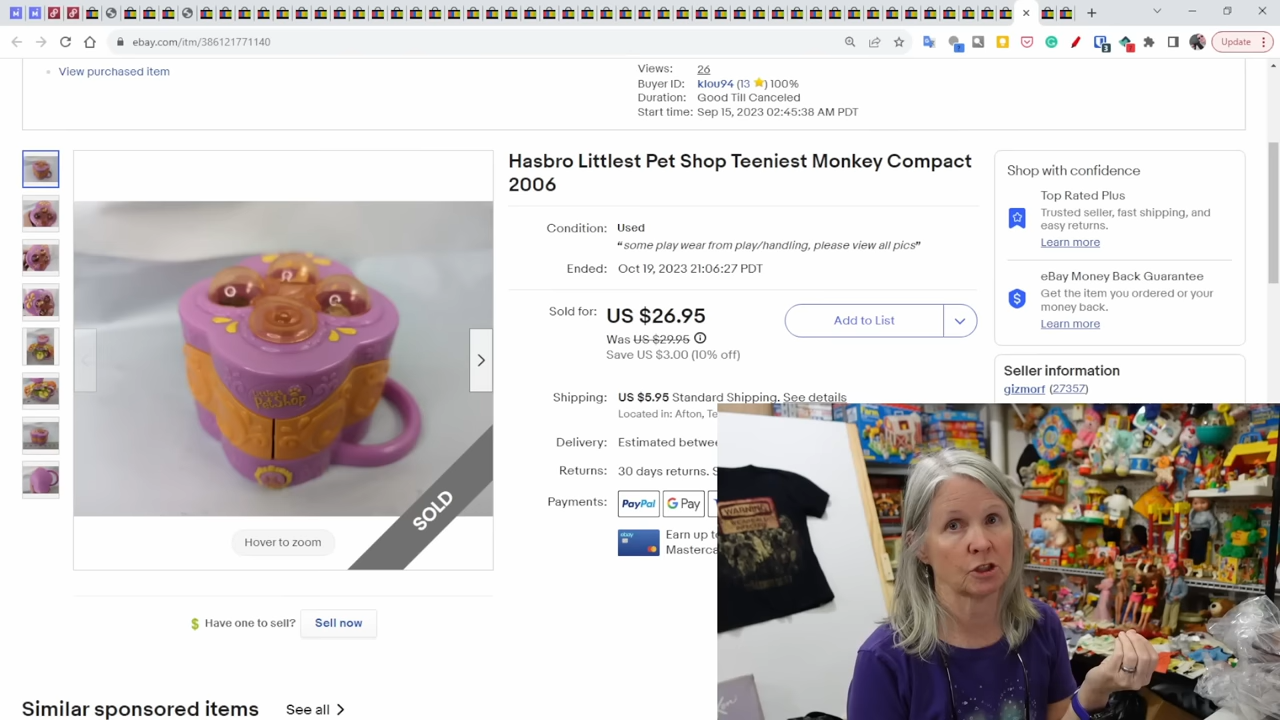 ebay.com/itm/386121771140
Update
View purchased item
Views: 26
Buyer ID: klou94 (13 ) 100%
Duration: Good Till Canceled
Start time: Sep 15, 2023 02:45:38 AM PDT
Hasbro Littlest Pet Shop Teeniest Monkey Compact
2006
Condition: Used
“some play wear from play/handling, please view all pics”
Ended: Oct 19, 2023 21:06:27 PDT
Sold for: US $26.95
Was US $29.95
Save US $3.00 (10% off)
Add to List
Shipping: US $5.95 Standard Shipping. See details
Located in: Afton, Te
Delivery: Estimated betwee
Returns: 30 days returns. S
Payments: PayPal G Pay
ebay
Earn up to
Masterca
SOLD
Hover to zoom
Have one to sell? Sell now
Similar sponsored items See all
Shop with confidence
Top Rated Plus
Trusted seller, fast shipping, and
easy returns.
Learn more
eBay Money Back Guarantee
Get the item you ordered or your
money back.
Learn more
Seller information
gizmorf (27357)
WARNING